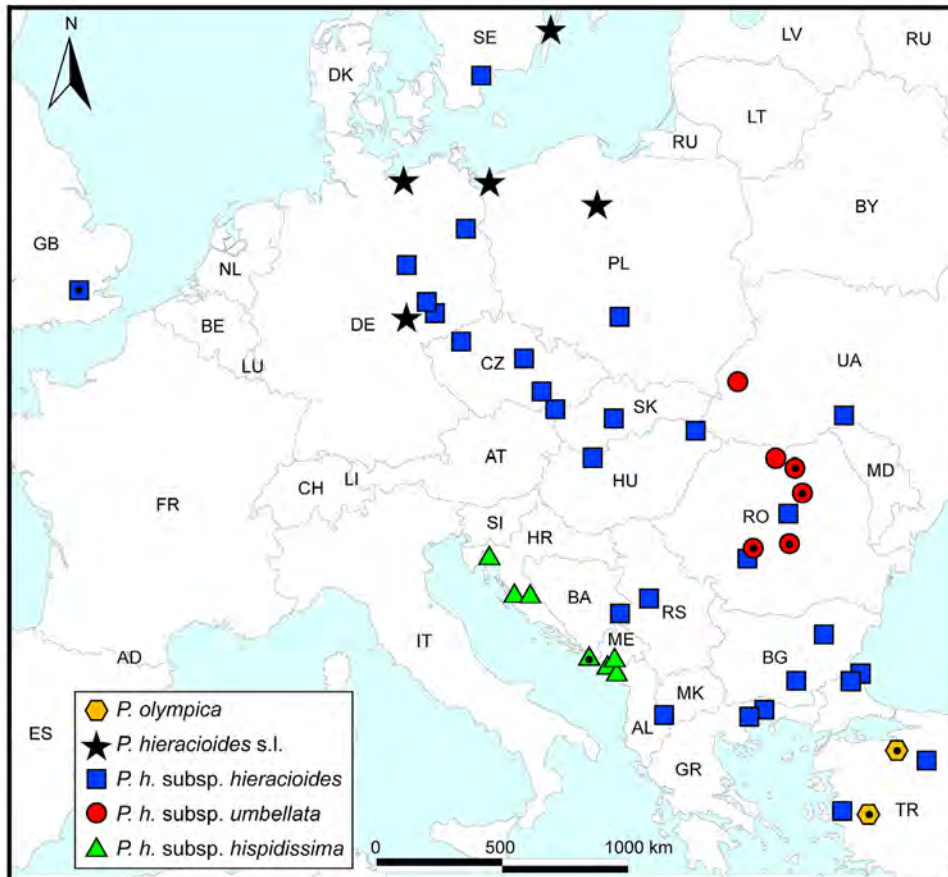 N
SE
LV
RU
DK
LT
RU
BY
GB
NL
PL
BE
DE
LU
CZ
UA
SK
AT
MD
CH
LI
HU
FR
SI
HR
RO
BA
RS
IT
ME
BG
AD
MK
ES
AL
GR
TR
P. olympica
P. hieracioides s.l.
P. h. subsp. hieracioides
P. h. subsp. umbellata
P. h. subsp. hispidissima
0 500 1000 km